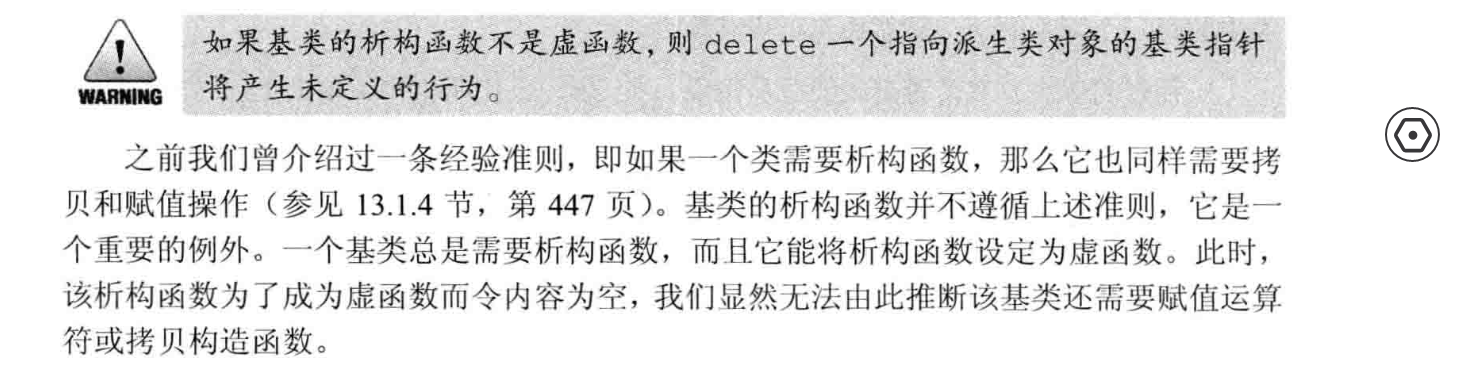 如果基类的析构函数不是虚函数，则 delete 一个指向派生类对象的基类指针
将产生未定义的行为。
WARNING
之前我们曾介绍过一条经验准则，即如果一个类需要析构函数，那么它也同样需要拷
贝和赋值操作（参见 13.1.4 节，第 447 页）。基类的析构函数并不遵循上述准则，它是一
个重要的例外。一个基类总是需要析构函数，而且它能将析构函数设定为虚函数。此时，
该析构函数为了成为虚函数而令内容为空，我们显然无法由此推断该基类还需要赋值运算
符或拷贝构造函数。